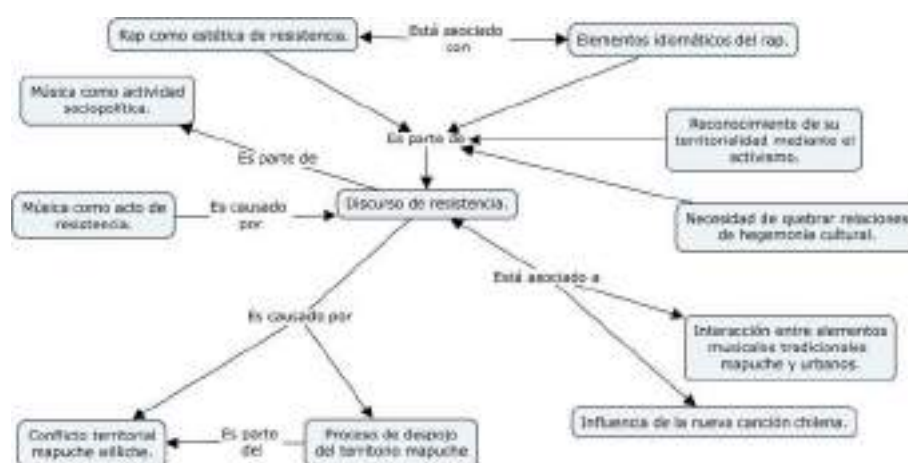 Rap como estética de resistencia.
Está asociado
con
Elementos idiomáticos del rap.
Música como actividad
sociopolítica.
Es parte de
Es parte de
Reconocimiento de su
territorialidad mediante el
activismo.
Música como acto de
resistencia.
Es causado
por
Discurso de resistencia.
Necesidad de quebrar relaciones
de hegemonía cultural.
Está asociado a
Es causado por
Interacción entre elementos
musicales tradicionales
mapuche y urbanos.
Influencia de la nueva canción chilena.
Conflicto territorial
mapuche williche.
Es parte
del
Proceso de despojo
del territorio mapuche